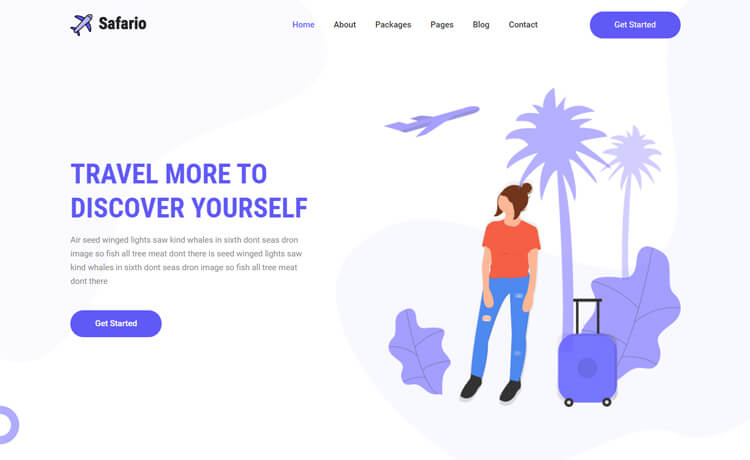 Safario
Home About Packages Pages Blog Contact
Get Started
TRAVEL MORE TO
DISCOVER YOURSELF
Air seed winged lights saw kind whales in sixth dont seas dron
image so fish all tree meat dont there is seed winged lights saw
kind whales in sixth dont seas dron image so fish all tree meat
dont there
Get Started